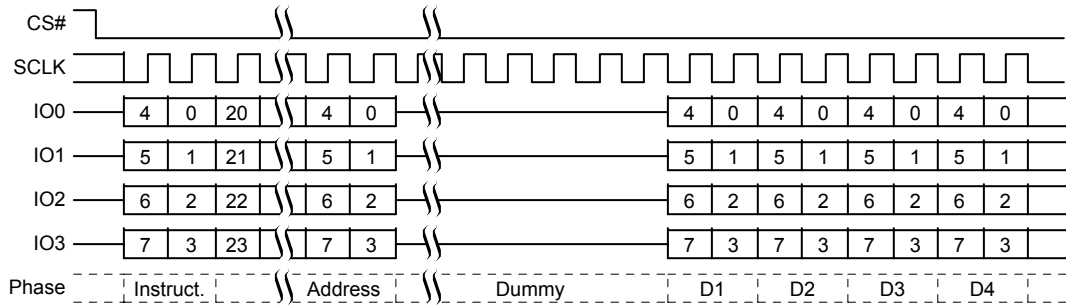 CS#
SCLK
IO0 4 0 20 4 0 4 0 4 0 4 0 4 0
IO1 5 1 21 5 1 5 1 5 1 5 1 5 1
IO2 6 2 22 6 2 6 2 6 2 6 2 6 2
IO3 7 3 23 7 3 7 3 7 3 7 3 7 3
Phase Instruct. Address Dummy D1 D2 D3 D4